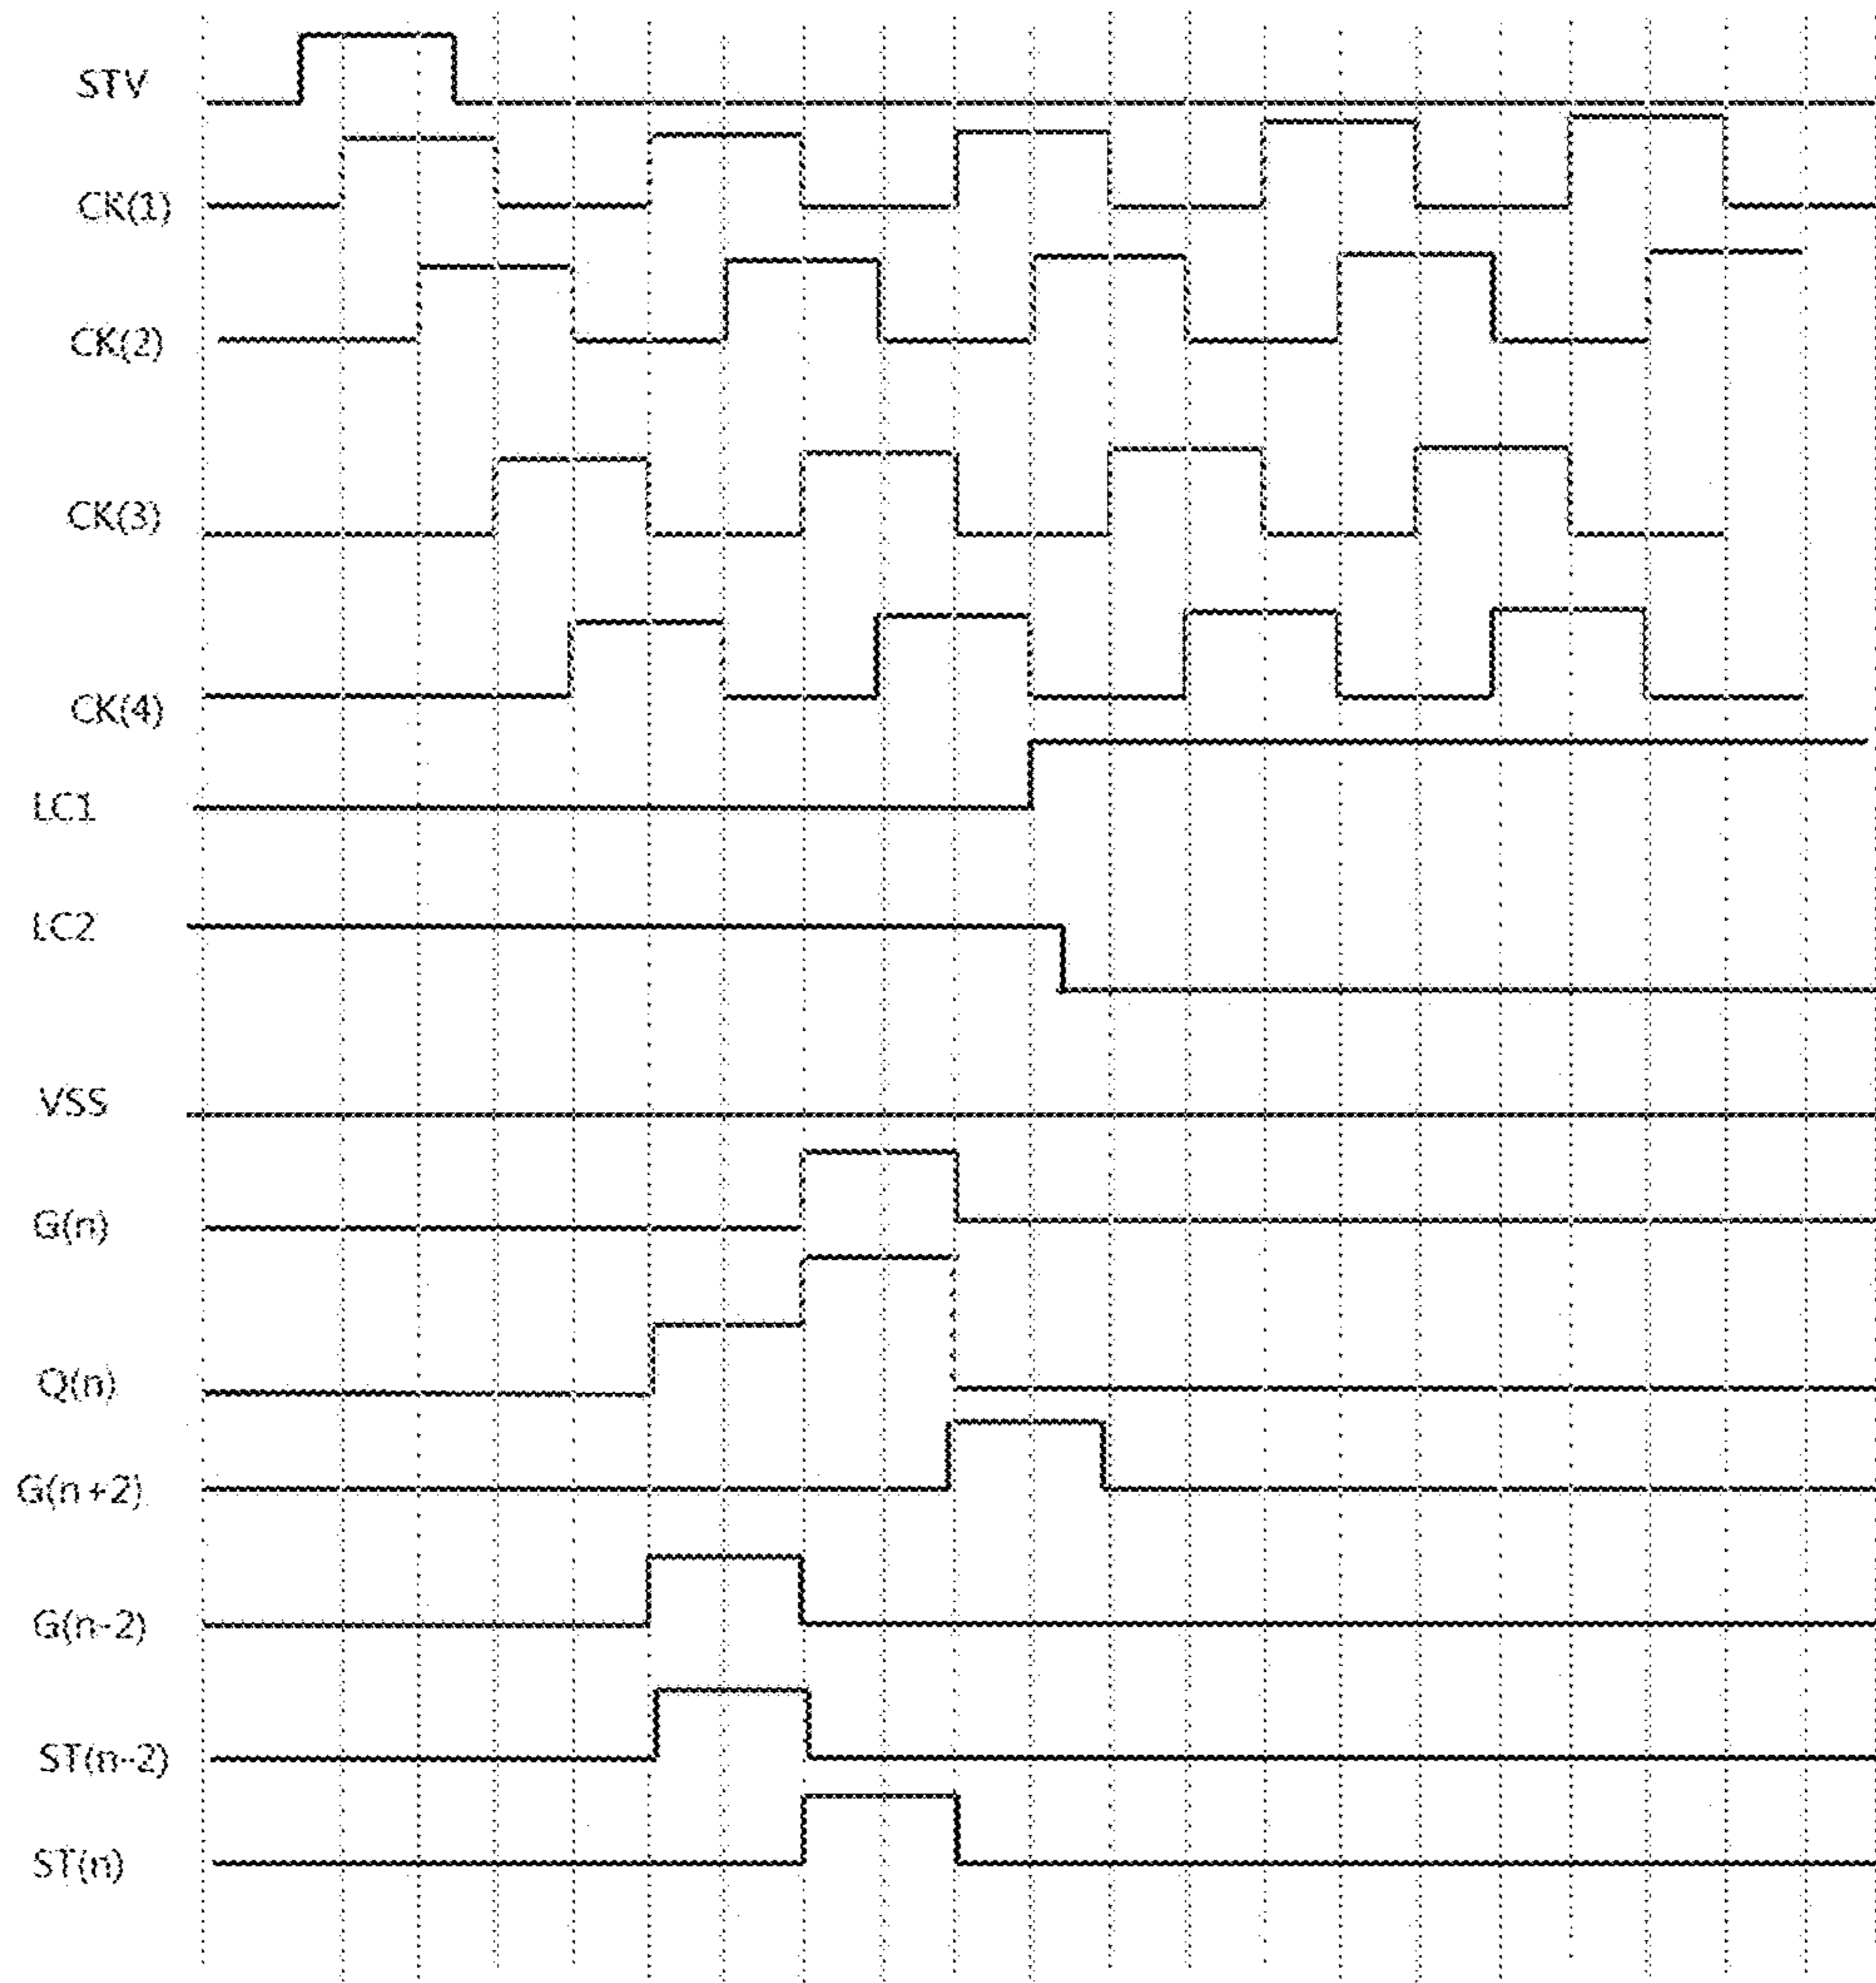 STV
CK(1)
CK(2)
CK(3)
CK(4)
LC1
LC2
VSS
G(n)
Q(n)
G(n+2)
G(n-2)
ST(n-2)
ST(n)